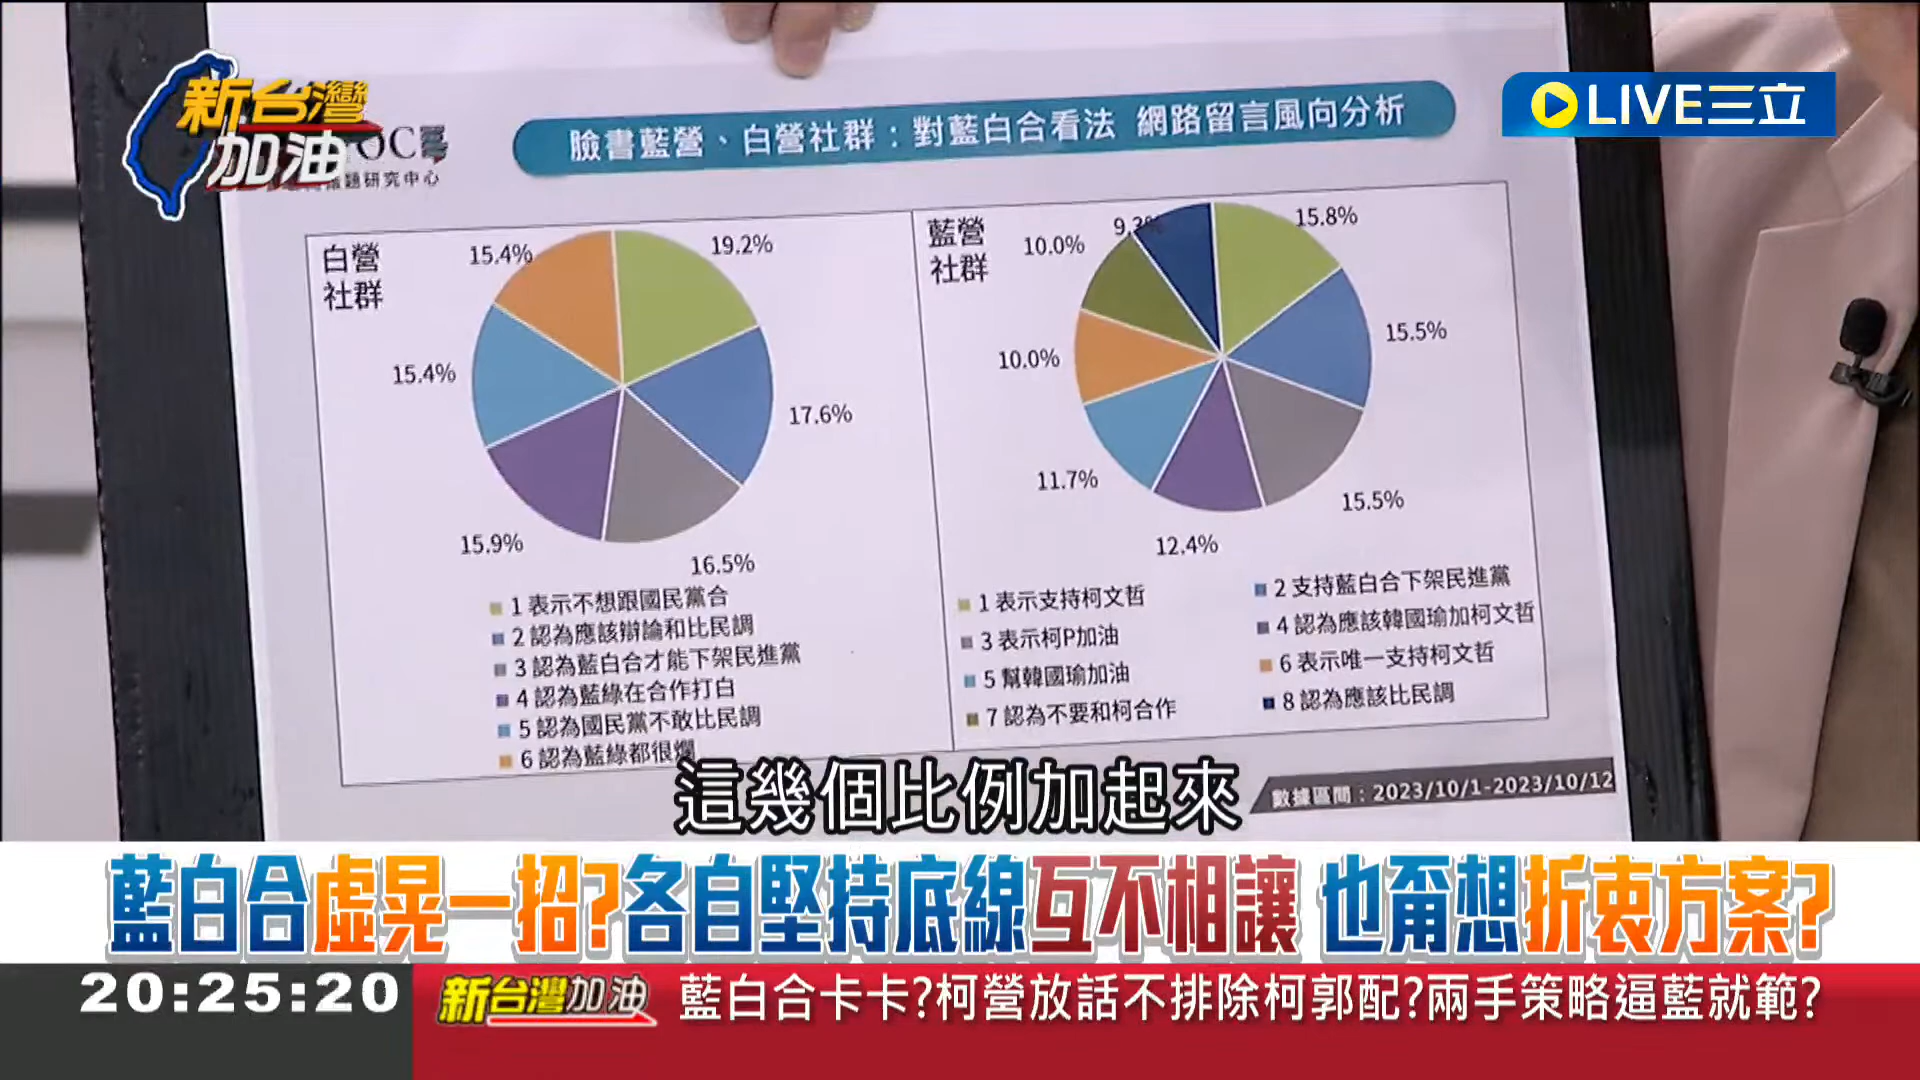 新台灣
加油
OC
題研究中心
臉書藍營、白營社群：對藍白合看法 網路留言風向分析
LIVE三立
白營
社群
15.4%
19.2%
15.4%
17.6%
15.9%
16.5%
1 表示不想跟國民黨合
2 認為應該辯論和比民調
3 認為藍白合才能下架民進黨
4 認為藍綠在合作打白
5 認為國民黨不敢比民調
6 認為藍綠都很爛
藍營
社群
10.0%
9.3%
15.8%
15.5%
10.0%
11.7%
15.5%
12.4%
1 表示支持柯文哲
2 支持藍白合下架民進黨
3 表示柯P加油
4 認為應該韓國瑜加柯文哲
5 幫韓國瑜加油
6 表示唯一支持柯文哲
7 認為不要和柯合作
8 認為應該比民調
數據區間：2023/10/1-2023/10/12
這幾個比例加起來
藍白合虛晃一招?各自堅持底線互不相讓 也甭想折衷方案?
20:25:20
新台灣加油
藍白合卡卡?柯營放話不排除柯郭配?兩手策略逼藍就範?